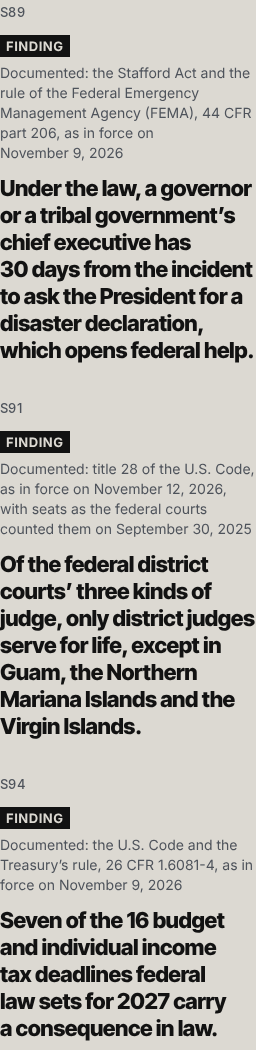 S89
FINDING
Documented: the Stafford Act and the
rule of the Federal Emergency
Management Agency (FEMA), 44 CFR
part 206, as in force on
November 9, 2026
Under the law, a governor
or a tribal government’s
chief executive has
30 days from the incident
to ask the President for a
disaster declaration,
which opens federal help.
S91
FINDING
Documented: title 28 of the U.S. Code,
as in force on November 12, 2026,
with seats as the federal courts
counted them on September 30, 2025
Of the federal district
courts’ three kinds of
judge, only district judges
serve for life, except in
Guam, the Northern
Mariana Islands and the
Virgin Islands.
S94
FINDING
Documented: the U.S. Code and the
Treasury’s rule, 26 CFR 1.6081-4, as in
force on November 9, 2026
Seven of the 16 budget
and individual income
tax deadlines federal
law sets for 2027 carry
a consequence in law.